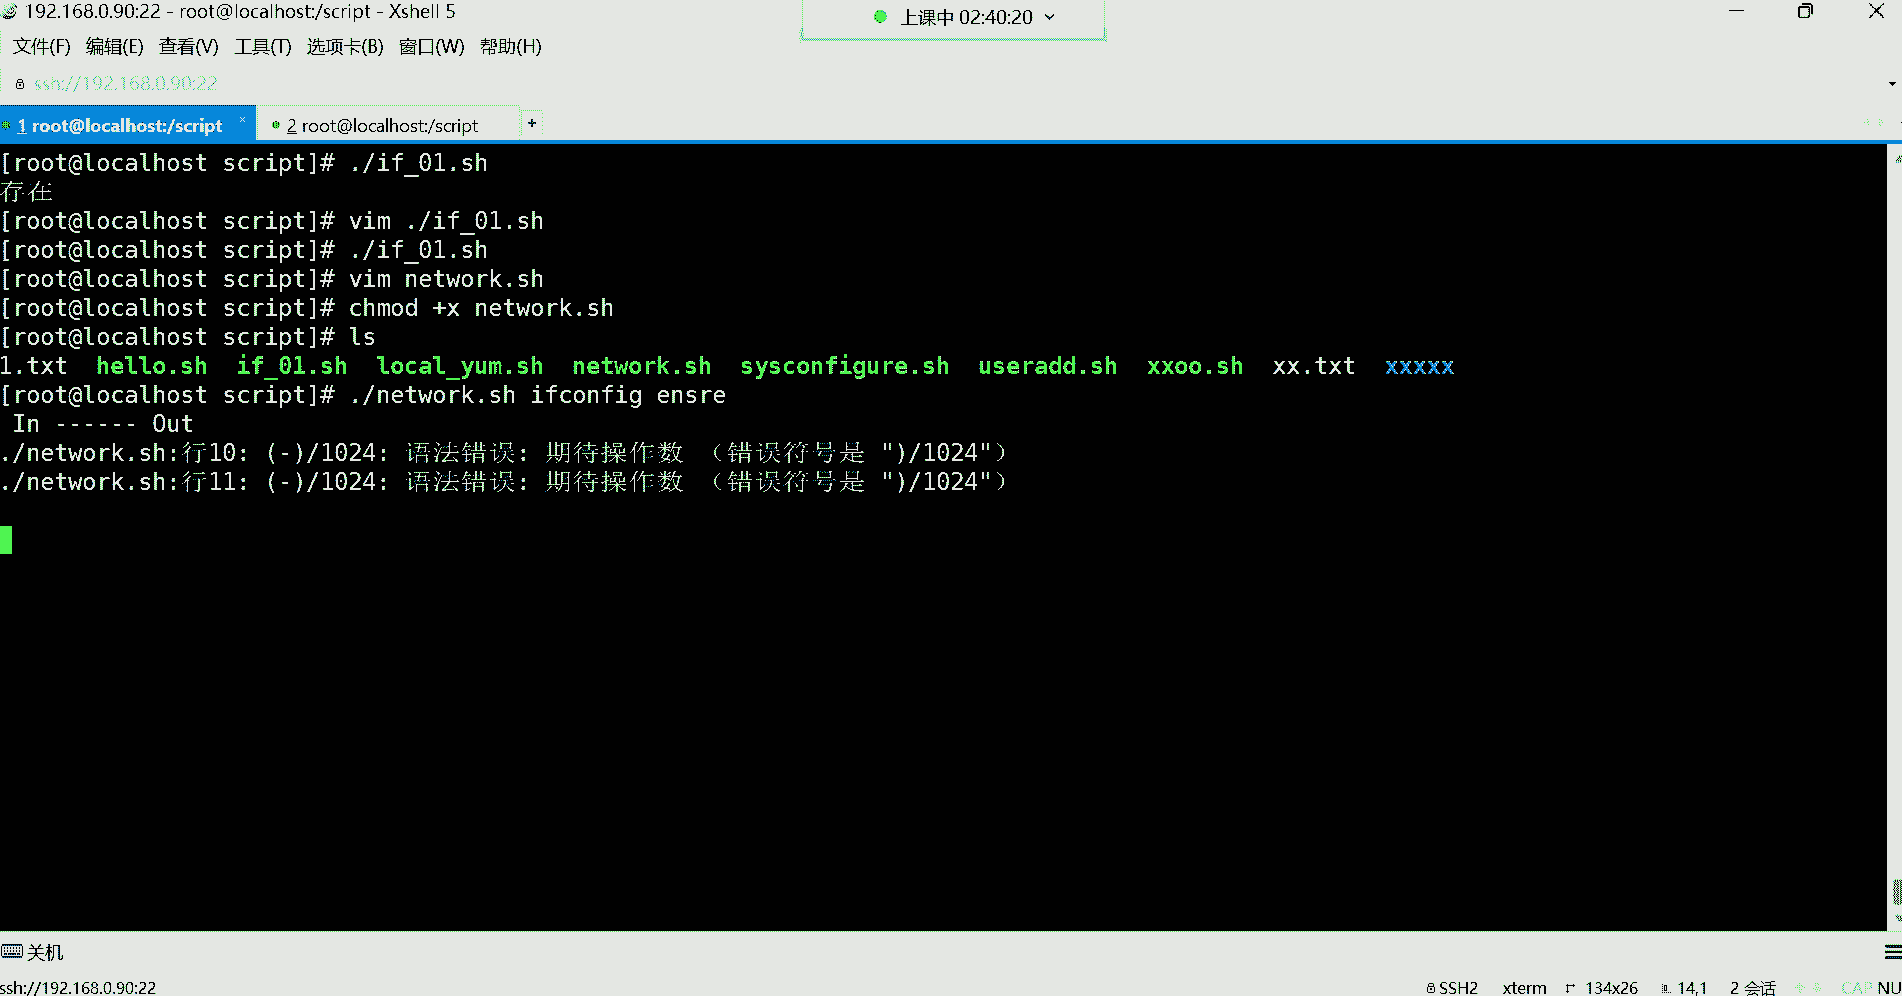 192.168.0.90:22 - root@localhost:/script - Xshell 5
上课中 02:40:20
文件(F) 编辑(E) 查看(V) 工具(T) 选项卡(B) 窗口(W) 帮助(H)
ssh://192.168.0.90:22
1 root@localhost:/script × 2 root@localhost:/script +
[root@localhost script]# ./if_01.sh
存在
[root@localhost script]# vim ./if_01.sh
[root@localhost script]# ./if_01.sh
[root@localhost script]# vim network.sh
[root@localhost script]# chmod +x network.sh
[root@localhost script]# ls
1.txt hello.sh if_01.sh local_yum.sh network.sh sysconfigure.sh useradd.sh xxoo.sh xx.txt xxxxx
[root@localhost script]# ./network.sh ifconfig ensre
In ------ Out
./network.sh:行10: (-)/1024: 语法错误: 期待操作数 （错误符号是 ")/1024"）
./network.sh:行11: (-)/1024: 语法错误: 期待操作数 （错误符号是 ")/1024"）
关机
ssh://192.168.0.90:22 SSH2 xterm 134x26 14,1 2 会话 CAP NU